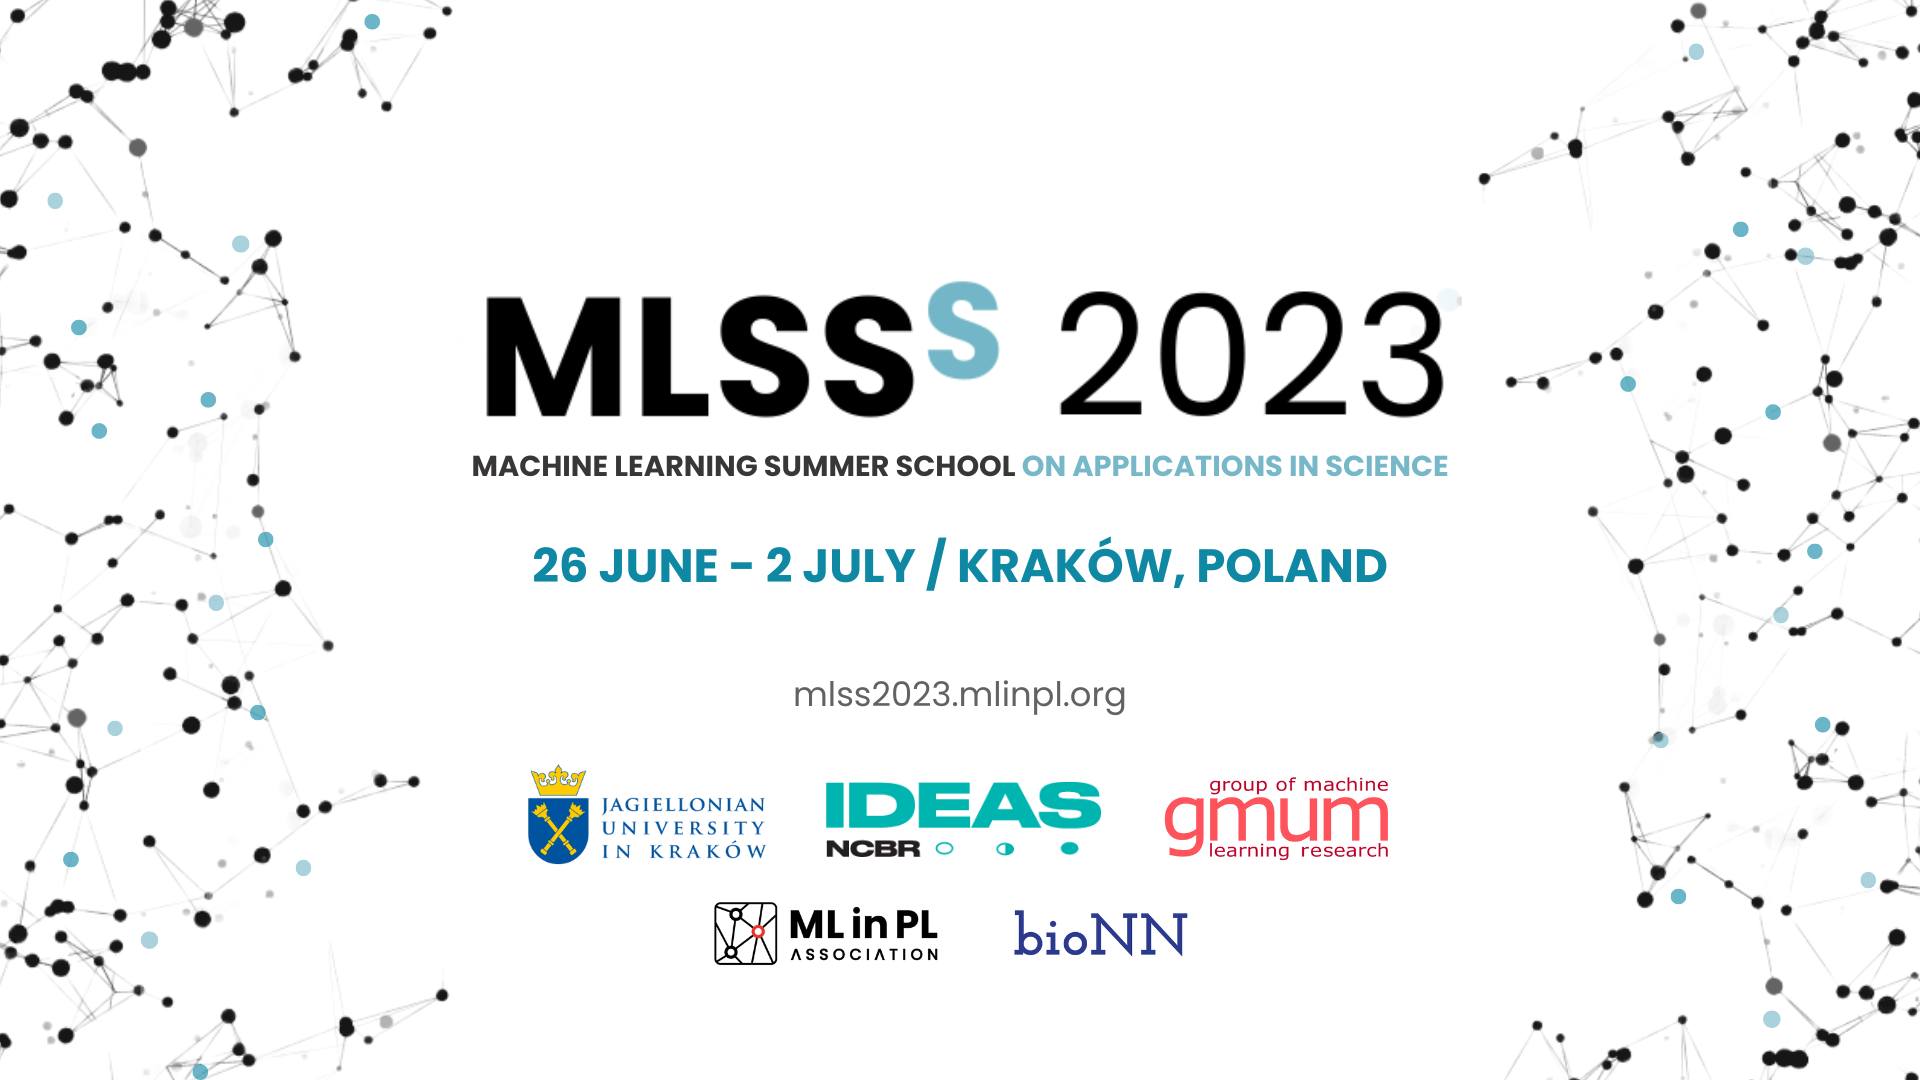 MLSSS 2023
MACHINE LEARNING SUMMER SCHOOL ON APPLICATIONS IN SCIENCE
26 JUNE – 2 JULY / KRAKÓW, POLAND
mlss2023.mlinpl.org
JAGIELLONIAN
UNIVERSITY
IN KRAKÓW
IDEAS
NCBR
group of machine
gmum
learning research
ML in PL
ASSOCIATION
bioNN